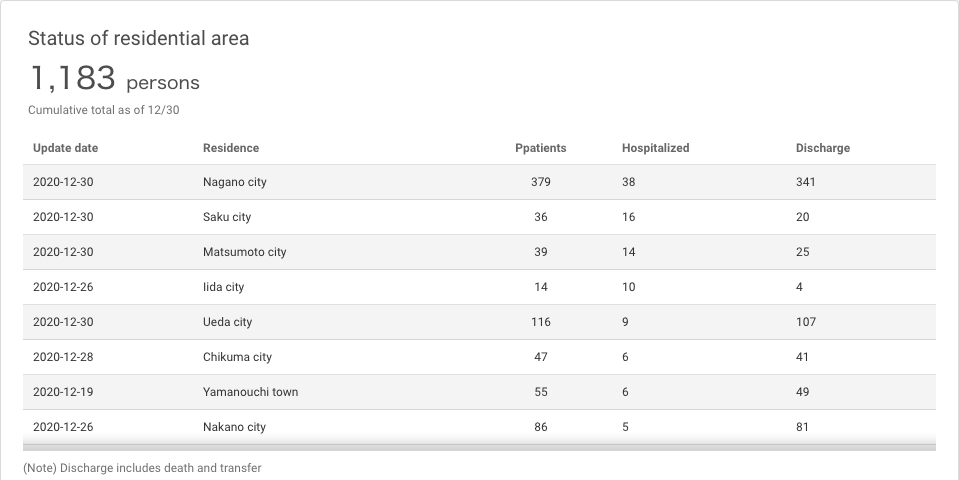 Status of residential area
1,183 persons
Cumulative total as of 12/30
Update date Residence Ppatients Hospitalized Discharge
2020-12-30 Nagano city 379 38 341
2020-12-30 Saku city 36 16 20
2020-12-30 Matsumoto city 39 14 25
2020-12-26 Iida city 14 10 4
2020-12-30 Ueda city 116 9 107
2020-12-28 Chikuma city 47 6 41
2020-12-19 Yamanouchi town 55 6 49
2020-12-26 Nakano city 86 5 81
(Note) Discharge includes death and transfer